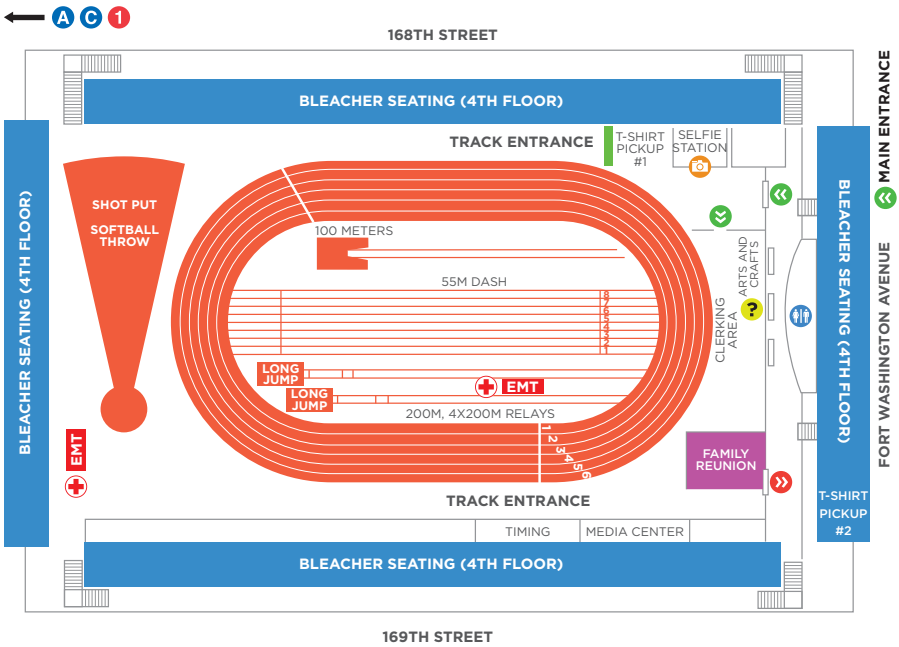 A C 1
168TH STREET
BLEACHER SEATING (4TH FLOOR)
MAIN ENTRANCE
TRACK ENTRANCE
T-SHIRT
PICKUP
#1
SELFIE
STATION
SHOT PUT
SOFTBALL
THROW
BLEACHER SEATING (4TH FLOOR)
100 METERS
55M DASH
8
7
6
5
4
3
2
1
ARTS AND
CRAFTS
?
CLERKING
AREA
BLEACHER SEATING (4TH FLOOR)
FORT WASHINGTON AVENUE
LONG
JUMP
LONG
JUMP
EMT
200M, 4X200M RELAYS
1
2
3
4
5
6
EMT
FAMILY
REUNION
TRACK ENTRANCE
T-SHIRT
PICKUP
#2
TIMING
MEDIA CENTER
BLEACHER SEATING (4TH FLOOR)
169TH STREET